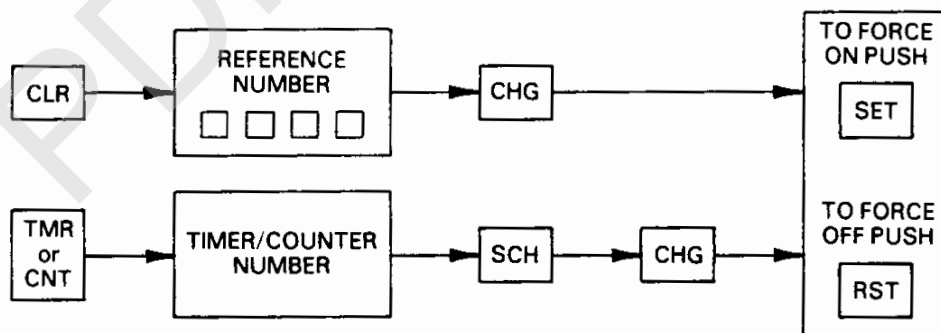 CLR
REFERENCE
NUMBER
CHG
TO FORCE
ON PUSH
SET
TMR
or
CNT
TIMER/COUNTER
NUMBER
SCH
CHG
TO FORCE
OFF PUSH
RST